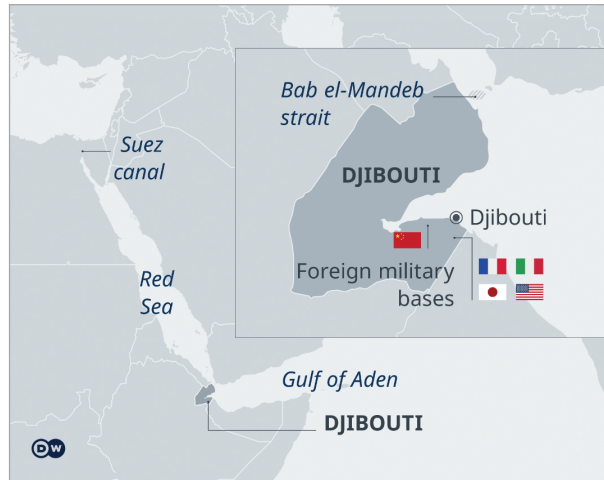 Bab el-Mandeb
strait
Suez
canal
DJIBOUTI
Djibouti
Foreign military
bases
Red
Sea
Gulf of Aden
DJIBOUTI
DW